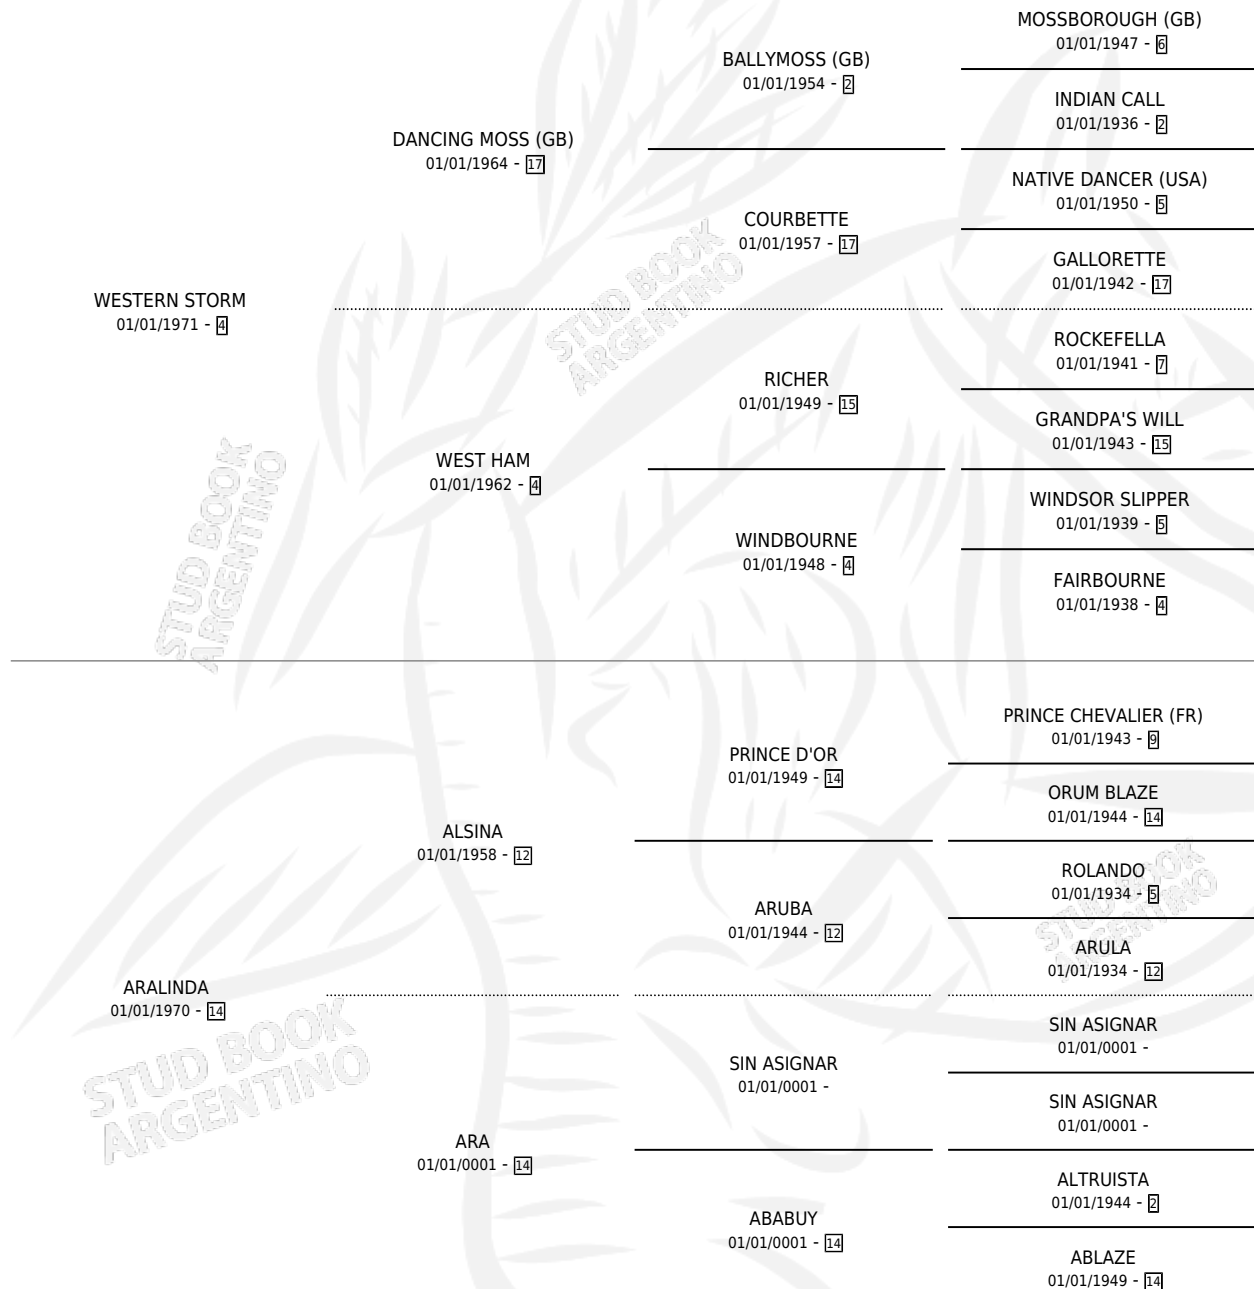 MOSSBOROUGH (GB)
01/01/1947 - 6
BALLYMOSS (GB)
01/01/1954 - 2
INDIAN CALL
01/01/1936 - 2
DANCING MOSS (GB)
01/01/1964 - 17
NATIVE DANCER (USA)
01/01/1950 - 5
COURBETTE
01/01/1957 - 17
GALLORETTE
01/01/1942 - 17
WESTERN STORM
01/01/1971 - 4
ROCKEFELLA
01/01/1941 - 7
RICHER
01/01/1949 - 15
GRANDPA'S WILL
01/01/1943 - 15
WEST HAM
01/01/1962 - 4
WINDSOR SLIPPER
01/01/1939 - 5
WINDBOURNE
01/01/1948 - 4
FAIRBOURNE
01/01/1938 - 4
PRINCE CHEVALIER (FR)
01/01/1943 - 9
PRINCE D'OR
01/01/1949 - 14
ORUM BLAZE
01/01/1944 - 14
ALSINA
01/01/1958 - 12
ROLANDO
01/01/1934 - 5
ARUBA
01/01/1944 - 12
ARULA
01/01/1934 - 12
ARALINDA
01/01/1970 - 14
SIN ASIGNAR
01/01/0001 -
SIN ASIGNAR
01/01/0001 -
SIN ASIGNAR
01/01/0001 -
ARA
01/01/0001 - 14
ALTRUISTA
01/01/1944 - 2
ABABUY
01/01/0001 - 14
ABLAZE
01/01/1949 - 14
STUD BOOK
ARGENTINO
STUD BOOK
ARGENTINO
STUD BOOK
ARGENTINO
STUD BOOK
ARGENTINO